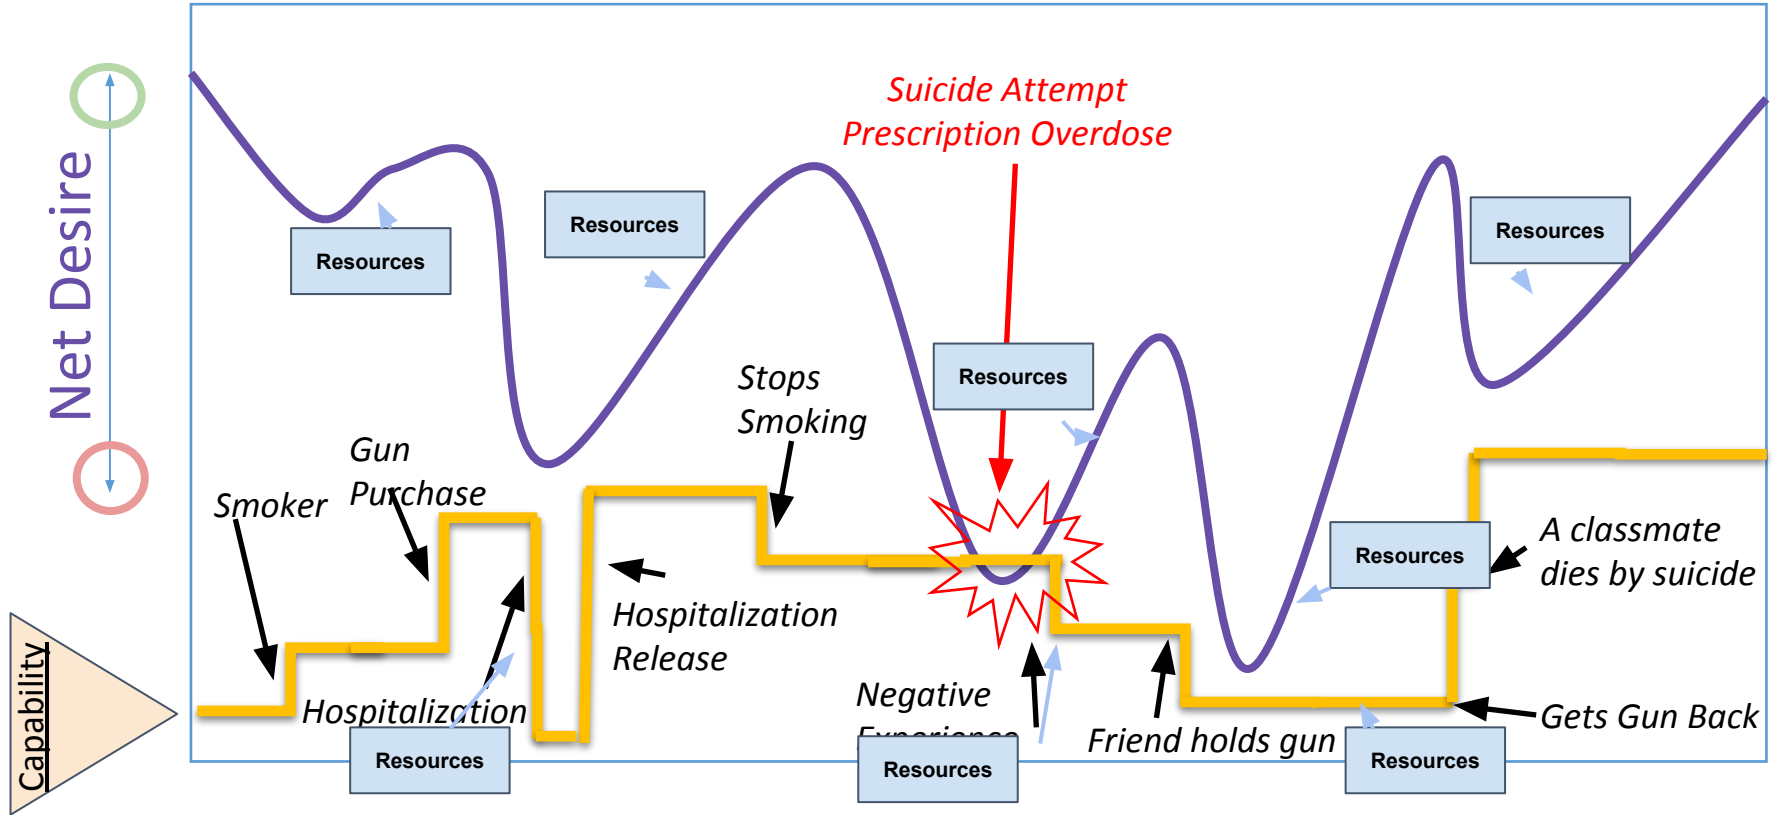 Net Desire
Capability
Suicide Attempt
Prescription Overdose
Resources
Resources
Resources
Resources
Resources
Stops
Smoking
Gun
Purchase
Smoker
A classmate
dies by suicide
Hospitalization
Release
Hospitalization
Negative
Experience
Friend holds gun
Gets Gun Back
Resources
Resources
Resources